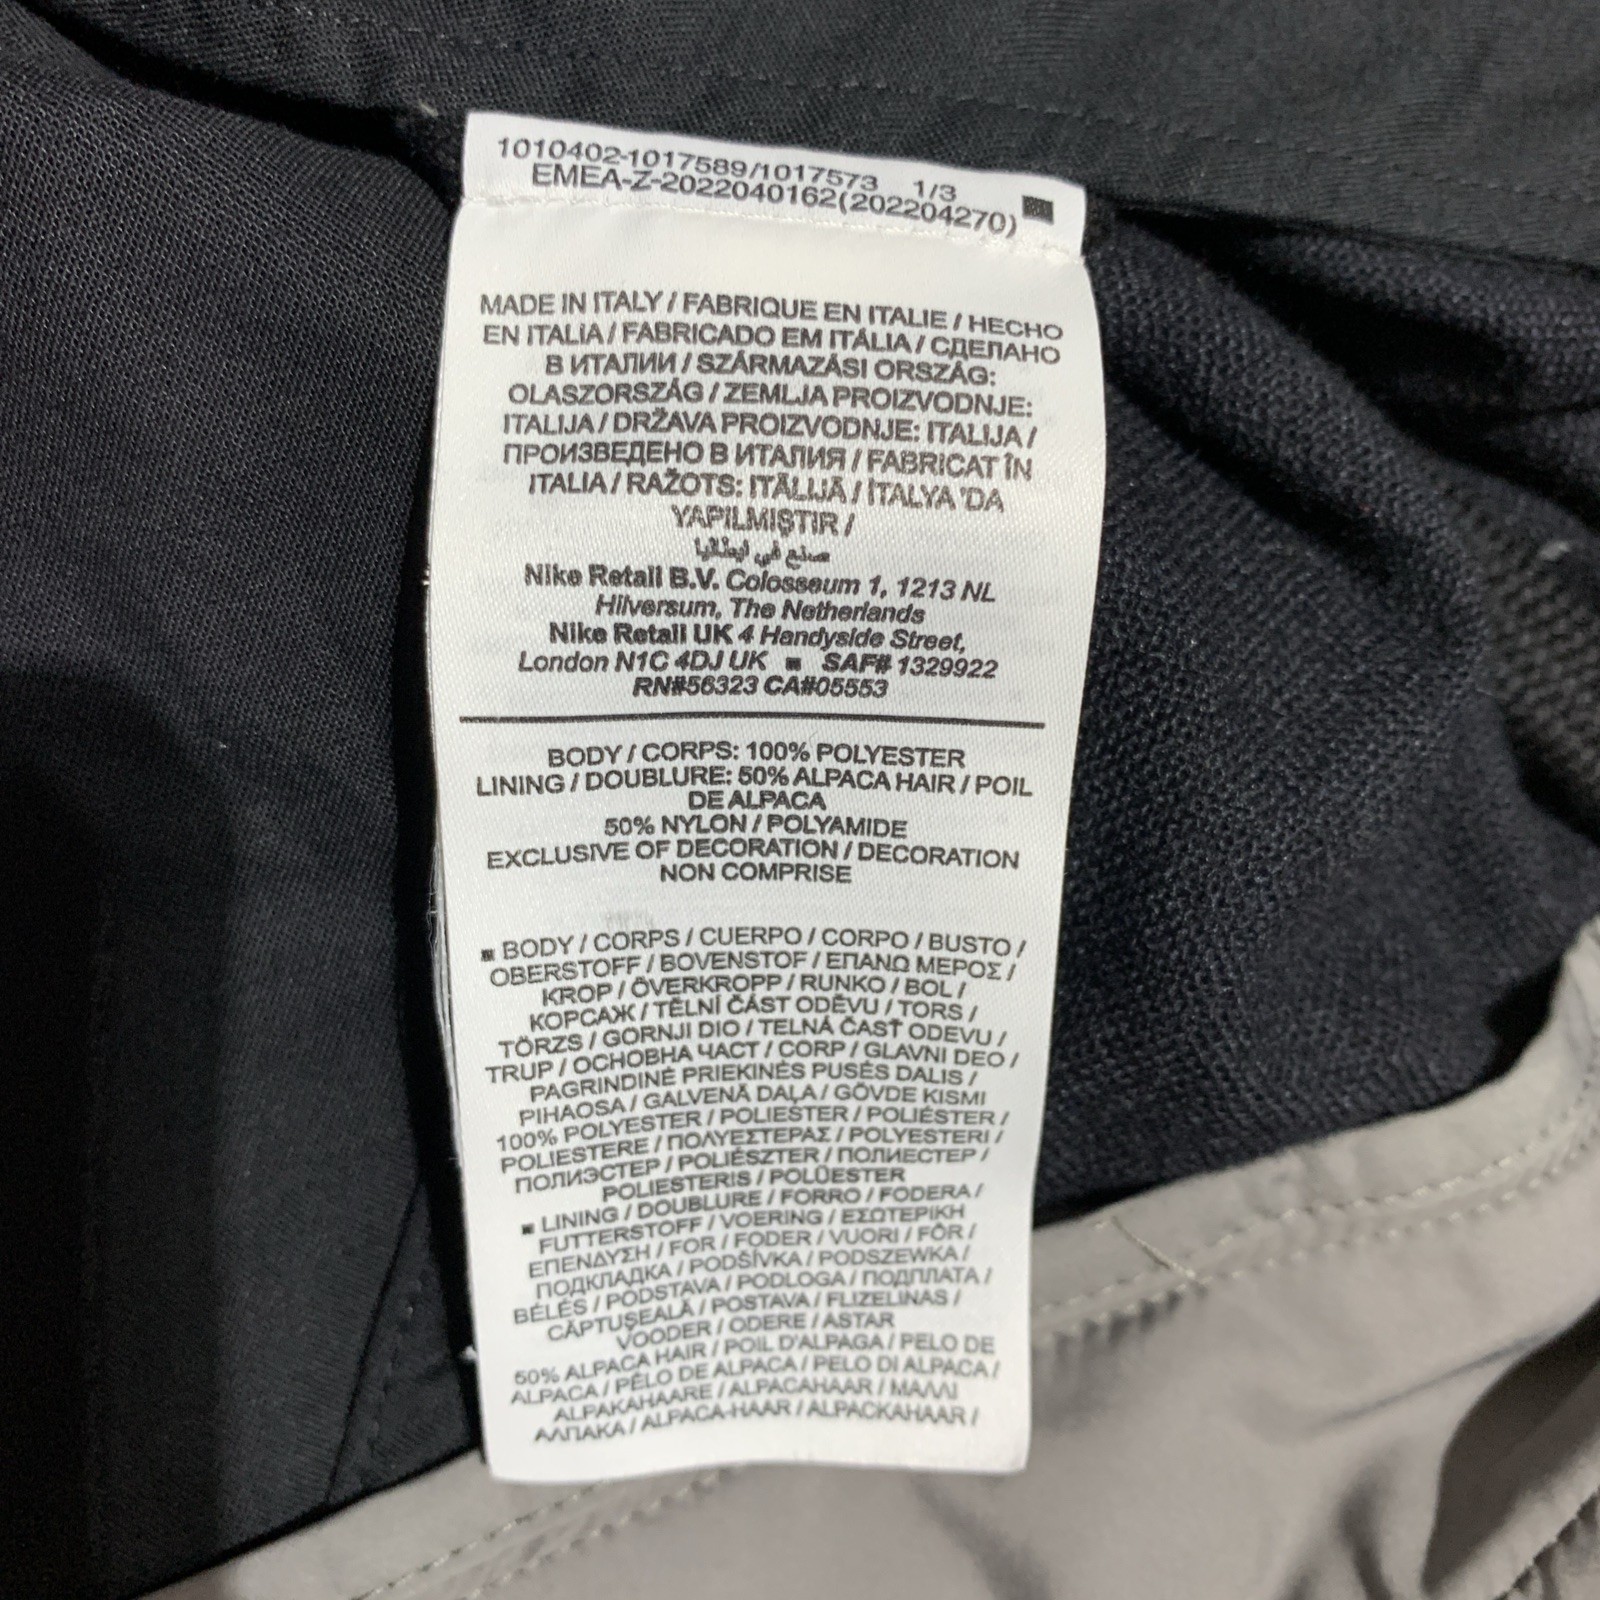 1010402-1017589/1017573 1/3
EMEA-Z-2022040162(202204270)
MADE IN ITALY / FABRIQUE EN ITALIE / HECHO
EN ITALIA / FABRICADO EM ITÁLIA / СДЕЛАНО
В ИТАЛИИ / SZÁRMAZÁSI ORSZÁG:
OLASZORSZÁG / ZEMLJA PROIZVODNJE:
ITALIJA / DRŽAVA PROIZVODNJE: ITALIJA /
ПРОИЗВЕДЕНО В ИТАЛИЯ / FABRICAT ÎN
ITALIA / RAŽOTS: ITĀLIJĀ / İTALYA 'DA
YAPILMIŞTIR /
صنع في ايطاليا
Nike Retail B.V. Colosseum 1, 1213 NL
Hilversum, The Netherlands
Nike Retail UK 4 Handyside Street,
London N1C 4DJ UK ■ SAF# 1329922
RN#56323 CA#05553
BODY / CORPS: 100% POLYESTER
LINING / DOUBLURE: 50% ALPACA HAIR / POIL
DE ALPACA
50% NYLON / POLYAMIDE
EXCLUSIVE OF DECORATION / DECORATION
NON COMPRISE
■ BODY / CORPS / CUERPO / CORPO / BUSTO /
OBERSTOFF / BOVENSTOF / ΕΠΑΝΩ ΜΕΡΟΣ /
KROP / ÖVERKROPP / RUNKO / BOL /
КОРСАЖ / TĚLNÍ ČÁST ODĚVU / TORS /
TÖRZS / GORNJI DIO / TELNÁ ČASŤ ODEVU /
TRUP / ОСНОВНА ЧАСТ / CORP / GLAVNI DEO /
PAGRINDINĖ PRIEKINĖS PUSĖS DALIS /
PIHAOSA / GALVENĀ DAĻA / GÖVDE KISMI
100% POLYESTER / POLIEȘTER / POLIÉSTER /
POLIESTERE / ΠΟΛΥΕΣΤΕΡΑΣ / POLYESTERI /
ПОЛИЭСТЕР / POLIÉSZTER / ПОЛИЕСТЕР /
POLIESTERIS / POLÜESTER
■ LINING / DOUBLURE / FORRO / FODERA /
FUTTERSTOFF / VOERING / ΕΣΩΤΕΡΙΚΗ
ΕΠΕΝΔΥΣΗ / FOR / FODER / VUORI / FÔR /
ПОДКЛАДКА / PODŠÍVKA / PODSZEWKA /
BÉLÉS / PODSTAVA / PODLOGA / ПОДПЛАТА /
CĂPTUȘEALĂ / POSTAVA / FLIZELINAS /
VOODER / ODERE / ASTAR
50% ALPACA HAIR / POIL D'ALPAGA / PELO DE
ALPACA / PÊLO DE ALPACA / PELO DI ALPACA /
ALPAKAHAARE / ALPACAHAAR / ΜΑΛΛΙ
ΑΛΠΑΚΑ / ALPACA-HAAR / ALPACKAHAAR /